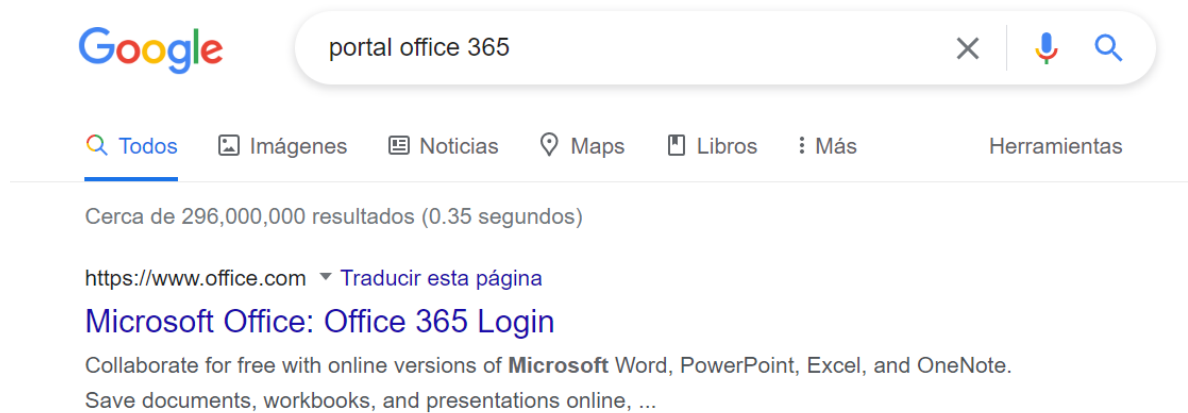 Google portal office 365
Todos Imágenes Noticias Maps Libros Más Herramientas
Cerca de 296,000,000 resultados (0.35 segundos)
https://www.office.com Traducir esta página
Microsoft Office: Office 365 Login
Collaborate for free with online versions of Microsoft Word, PowerPoint, Excel, and OneNote.
Save documents, workbooks, and presentations online, ...